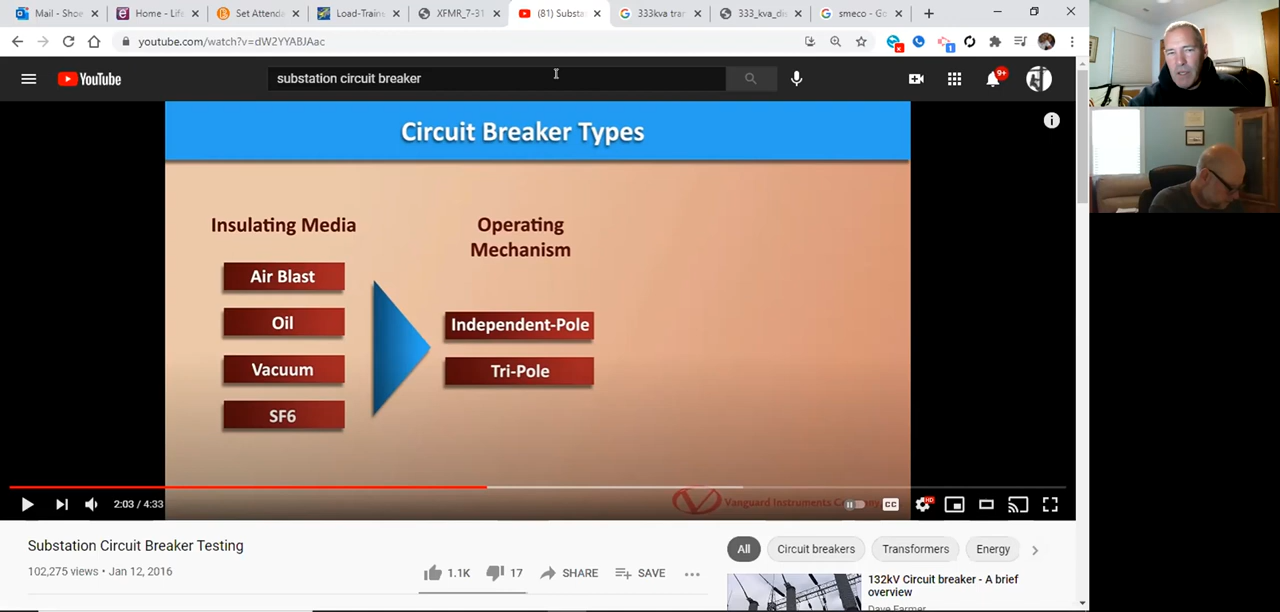 Mail - Shoe
Home - Life
Set Attenda
Load-Traine
XFMR_7-31
(81) Substa
333kva tran
333_kva_dis
smeco - Go
youtube.com/watch?v=dW2YYABJAac
YouTube
substation circuit breaker
9+
Circuit Breaker Types
Insulating Media
Operating
Mechanism
Air Blast
Oil
Vacuum
SF6
Independent-Pole
Tri-Pole
2:03 / 4:33
Vanguard Instruments Company
CC
HD
Substation Circuit Breaker Testing
102,275 views • Jan 12, 2016
1.1K
17
SHARE
SAVE
All
Circuit breakers
Transformers
Energy
132kV Circuit breaker - A brief
overview
Dave Farmer